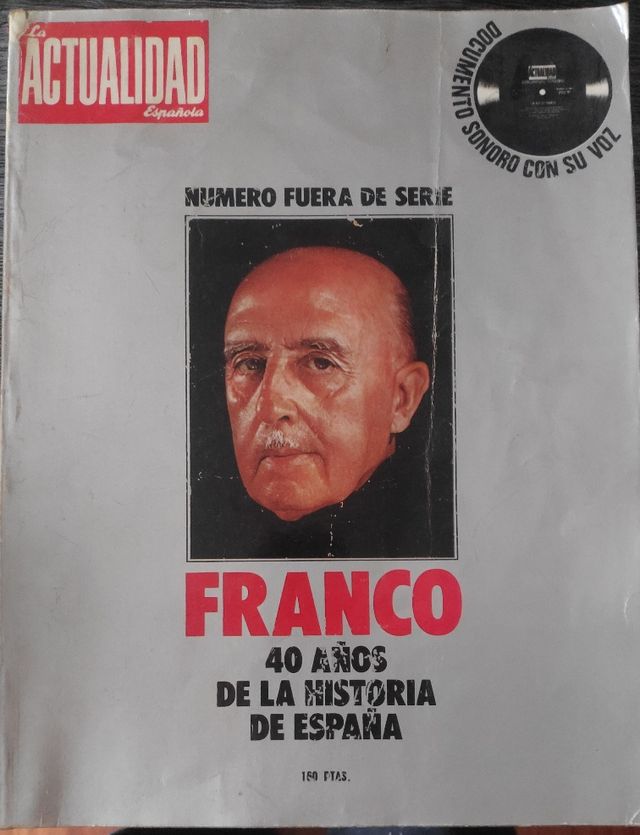 La
ACTUALIDAD
Española
DOCUMENTO SONORO CON SU VOZ
ACTUALIDAD
NUMERO FUERA DE SERIE
FRANCO
40 AÑOS
DE LA HISTORIA
DE ESPAÑA
160 PTAS.